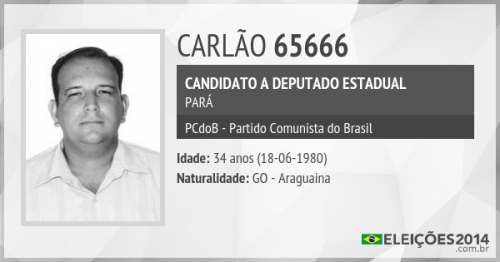 CARLÃO 65666
CANDIDATO A DEPUTADO ESTADUAL
PARÁ
PCdoB - Partido Comunista do Brasil
Idade: 34 anos (18-06-1980)
Naturalidade: GO - Araguaina
ELEIÇÕES2014
.com.br